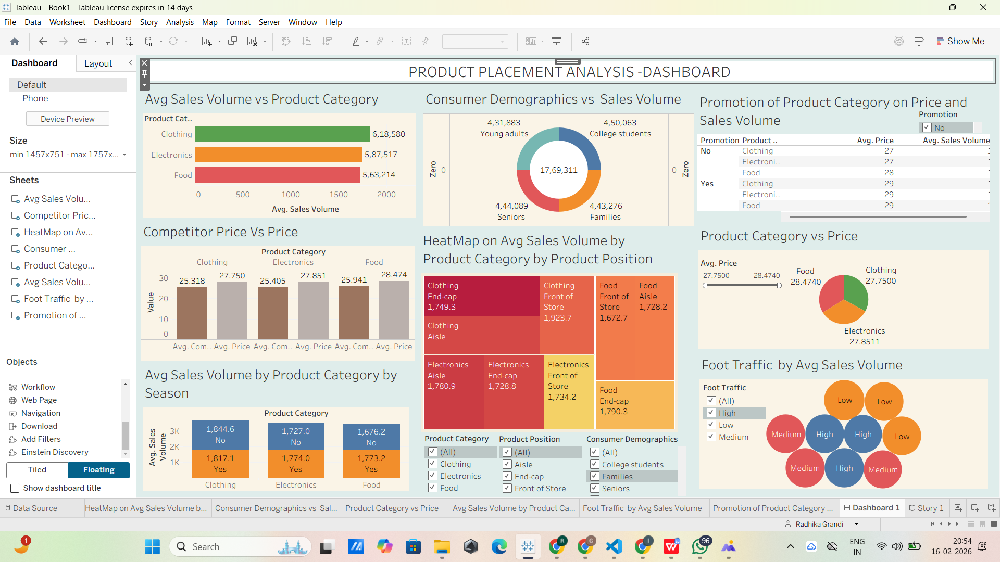 Tableau - Book1 - Tableau license expires in 14 days
File Data Worksheet Dashboard Story Analysis Map Format Server Window Help
Show Me
Dashboard Layout
Default
Phone
Device Preview
Size
min 1457x751 - max 1757x...
Sheets
Avg Sales Volu...
Competitor Pric...
HeatMap on Av...
Consumer ...
Product Catego...
Avg Sales Volu...
Foot Traffic by ...
Promotion of ...
Objects
Workflow
Web Page
Navigation
Download
Add Filters
Einstein Discovery
Tiled Floating
Show dashboard title
PRODUCT PLACEMENT ANALYSIS -DASHBOARD
Avg Sales Volume vs Product Category
Product Cat..
Clothing 6,18,580
Electronics 5,87,517
Food 5,63,214
0 500 1000 1500 2000
Avg. Sales Volume
Competitor Price Vs Price
Product Category
Clothing Electronics Food
Value
30
20
10
0
25.318 27.750 25.405 27.851 25.941 28.474
Avg. Com.. Avg. Price Avg. Com.. Avg. Price Avg. Com.. Avg. Price
Avg Sales Volume by Product Category by
Season
Product Category
Avg. Sales
Volume
3K
2K
1K
1,844.6 1,727.0 1,676.2
No No No
1,817.1 1,774.0 1,773.2
Yes Yes Yes
Clothing Electronics Food
Consumer Demographics vs Sales Volume
4,31,883 4,50,063
Young adults College students
Zero 0 17,69,311 0 Zero
4,44,089 4,43,276
Seniors Families
HeatMap on Avg Sales Volume by
Product Category by Product Position
Clothing
End-cap
1,749.3
Clothing
Aisle
Clothing
Front of
Store
1,923.7
Food
Front of
Store
1,672.7
Food
Aisle
1,728.2
Electronics
Aisle
1,780.9
Electronics
End-cap
1,728.8
Electronics
Front of
Store
1,734.2
Food
End-cap
1,790.3
Product Category
(All)
Clothing
Electronics
Food
Product Position
(All)
Aisle
End-cap
Front of Store
Consumer Demographics
(All)
College students
Families
Seniors
Promotion of Product Category on Price and
Sales Volume
Promotion
No
Promotion Product .. Avg. Price Avg. Sales Volume
No Clothing 27
Electroni.. 27
Food 28
Yes Clothing 29
Electroni.. 29
Food 29
Product Category vs Price
Avg. Price
27.7500 28.4740
Food
28.4740
Clothing
27.7500
Electronics
27.8511
Foot Traffic by Avg Sales Volume
Foot Traffic
(All)
High
Low
Medium
Low Low
Medium High High Low
Medium High Medium
Data Source HeatMap on Avg Sales Volume b... Consumer Demographics vs Sal... Product Category vs Price Avg Sales Volume by Product Ca... Foot Traffic by Avg Sales Volume Promotion of Product Category ... Dashboard 1 Story 1
Radhika Grandi
1
Search
R G I W 96
ENG
IN
20:54
16-02-2026